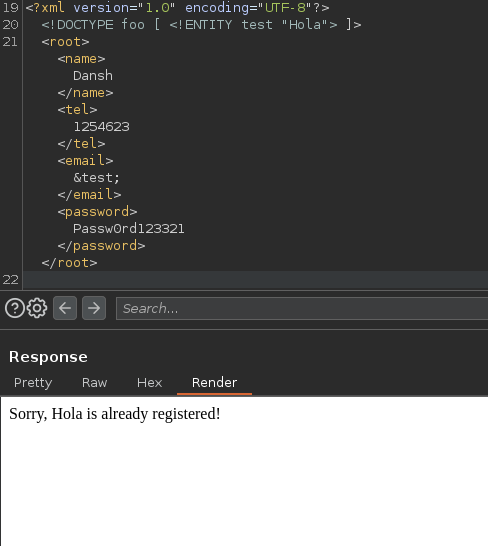 19 <?xml version="1.0" encoding="UTF-8"?>
20 <!DOCTYPE foo [ <!ENTITY test "Hola"> ]>
21 <root>
<name>
Dansh
</name>
<tel>
1254623
</tel>
<email>
&test;
</email>
<password>
PasswOrd123321
</password>
</root>
22
Search...
Response
Pretty Raw Hex Render
Sorry, Hola is already registered!